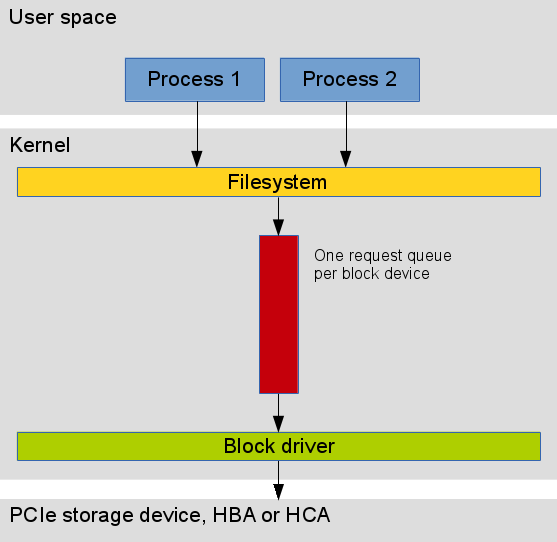 User space
Process 1
Process 2
Kernel
Filesystem
One request queue
per block device
Block driver
PCIe storage device, HBA or HCA